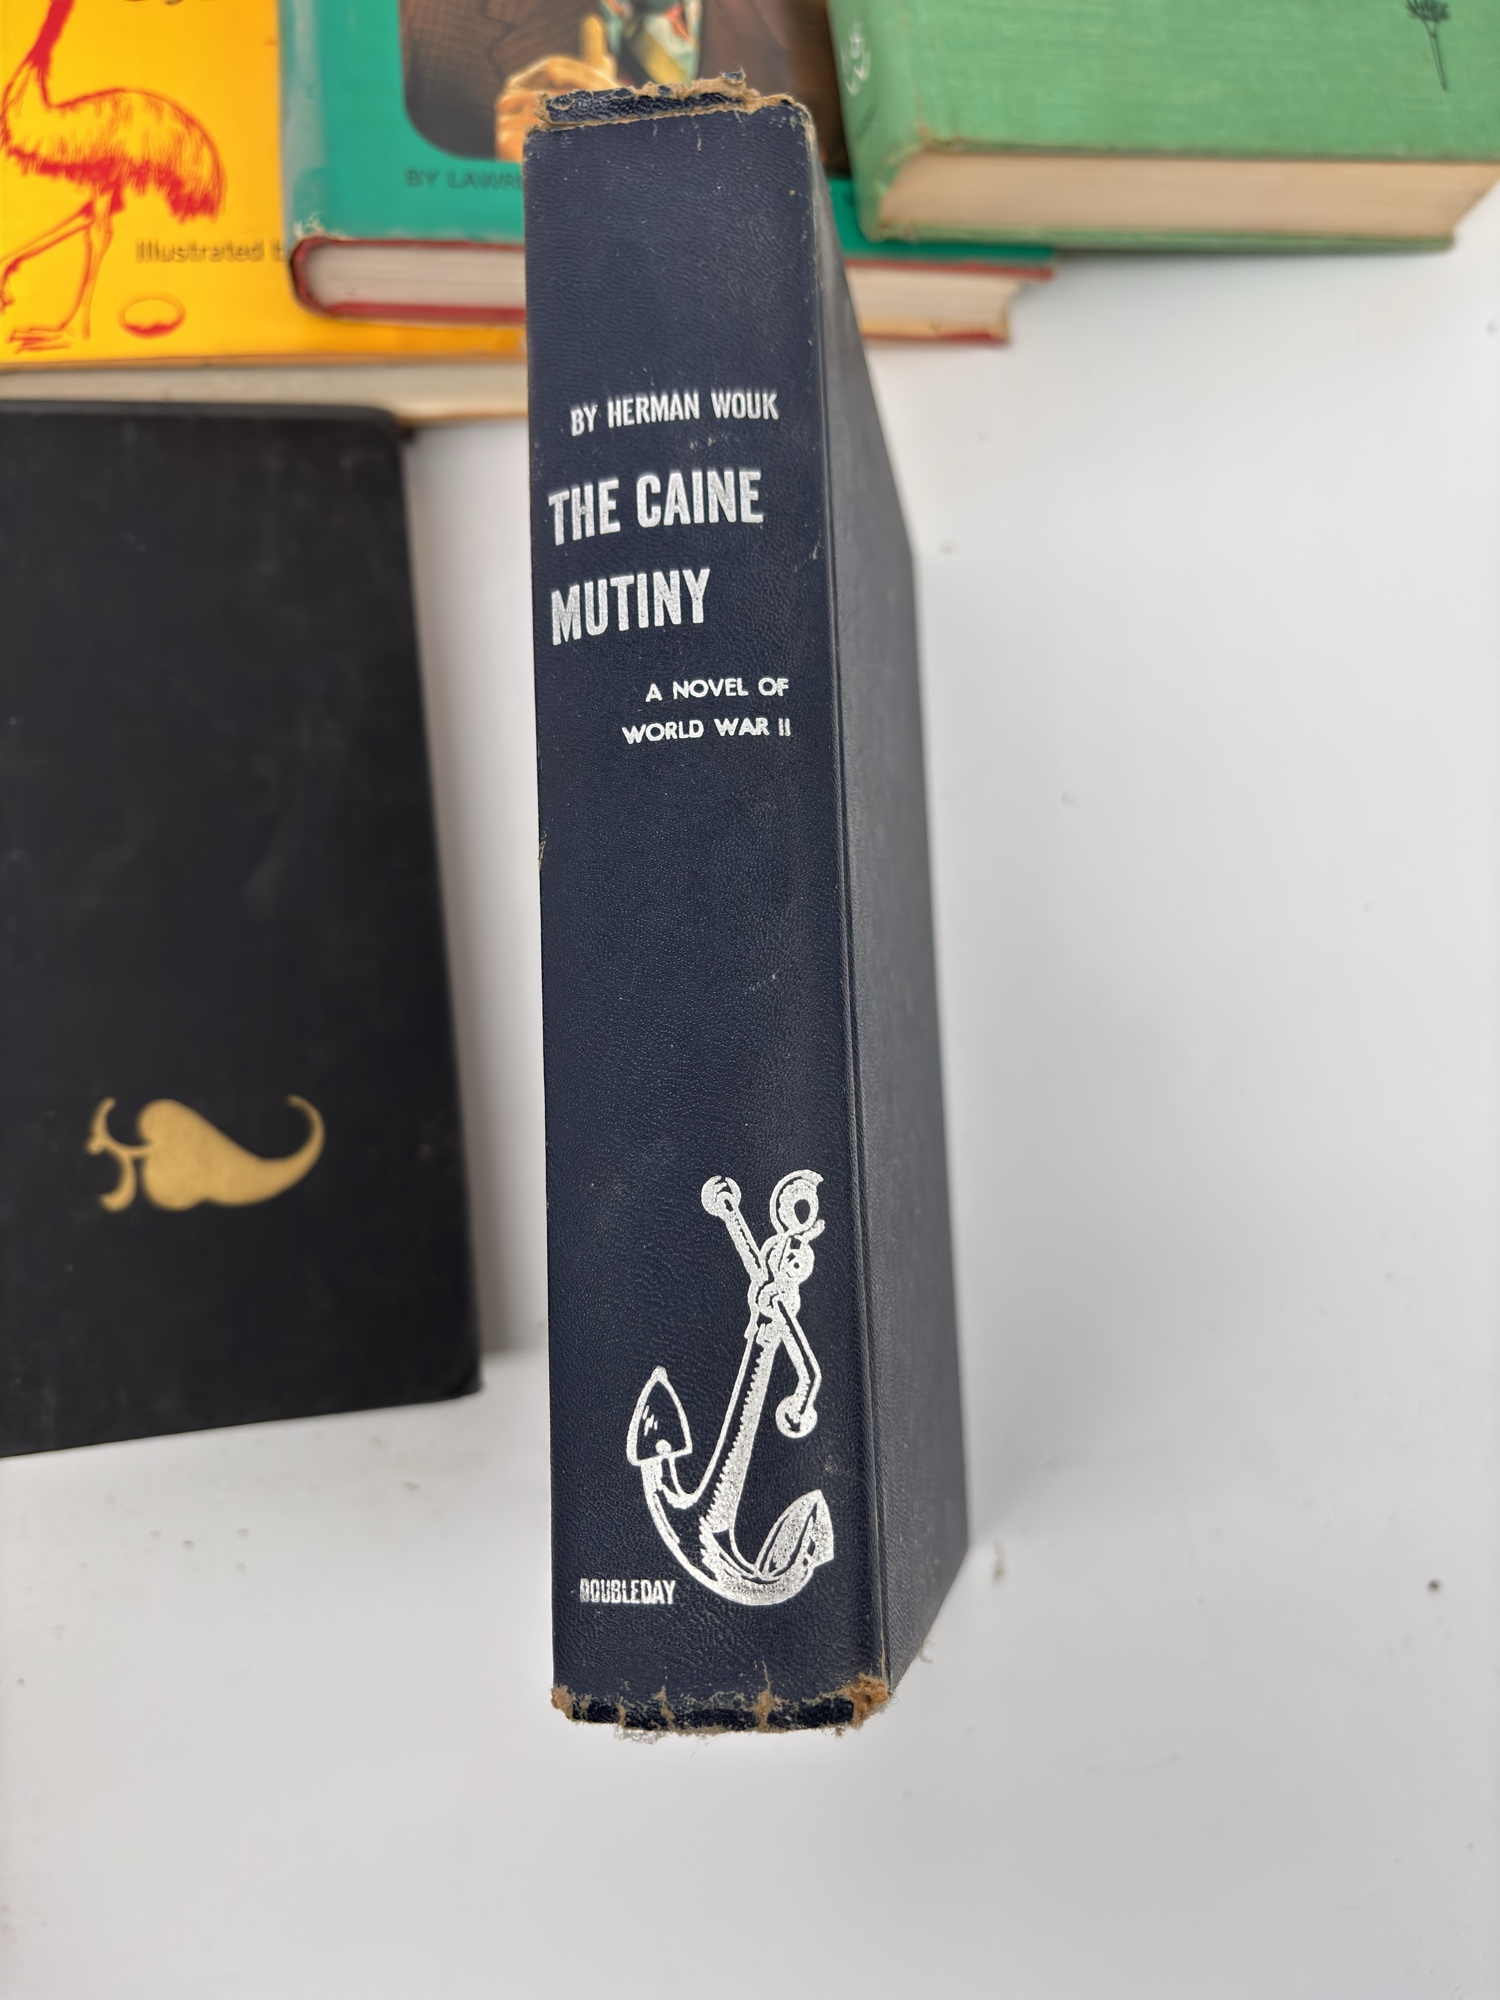 Illustrated
BY
BY HERMAN WOUK
THE CAINE
MUTINY
A NOVEL OF
WORLD WAR II
DOUBLEDAY